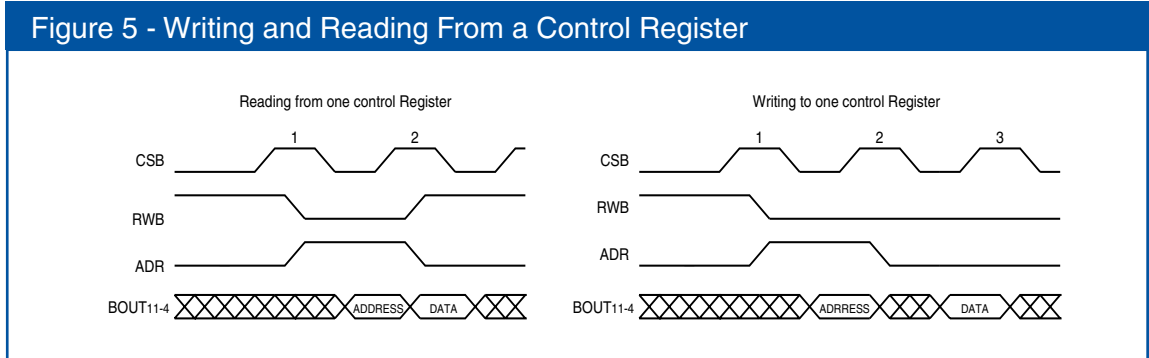 Figure 5 - Writing and Reading From a Control Register
Reading from one control Register
1 2
CSB
RWB
ADR
BOUT11-4 ADDRESS DATA
Writing to one control Register
1 2 3
CSB
RWB
ADR
BOUT11-4 ADRRESS DATA